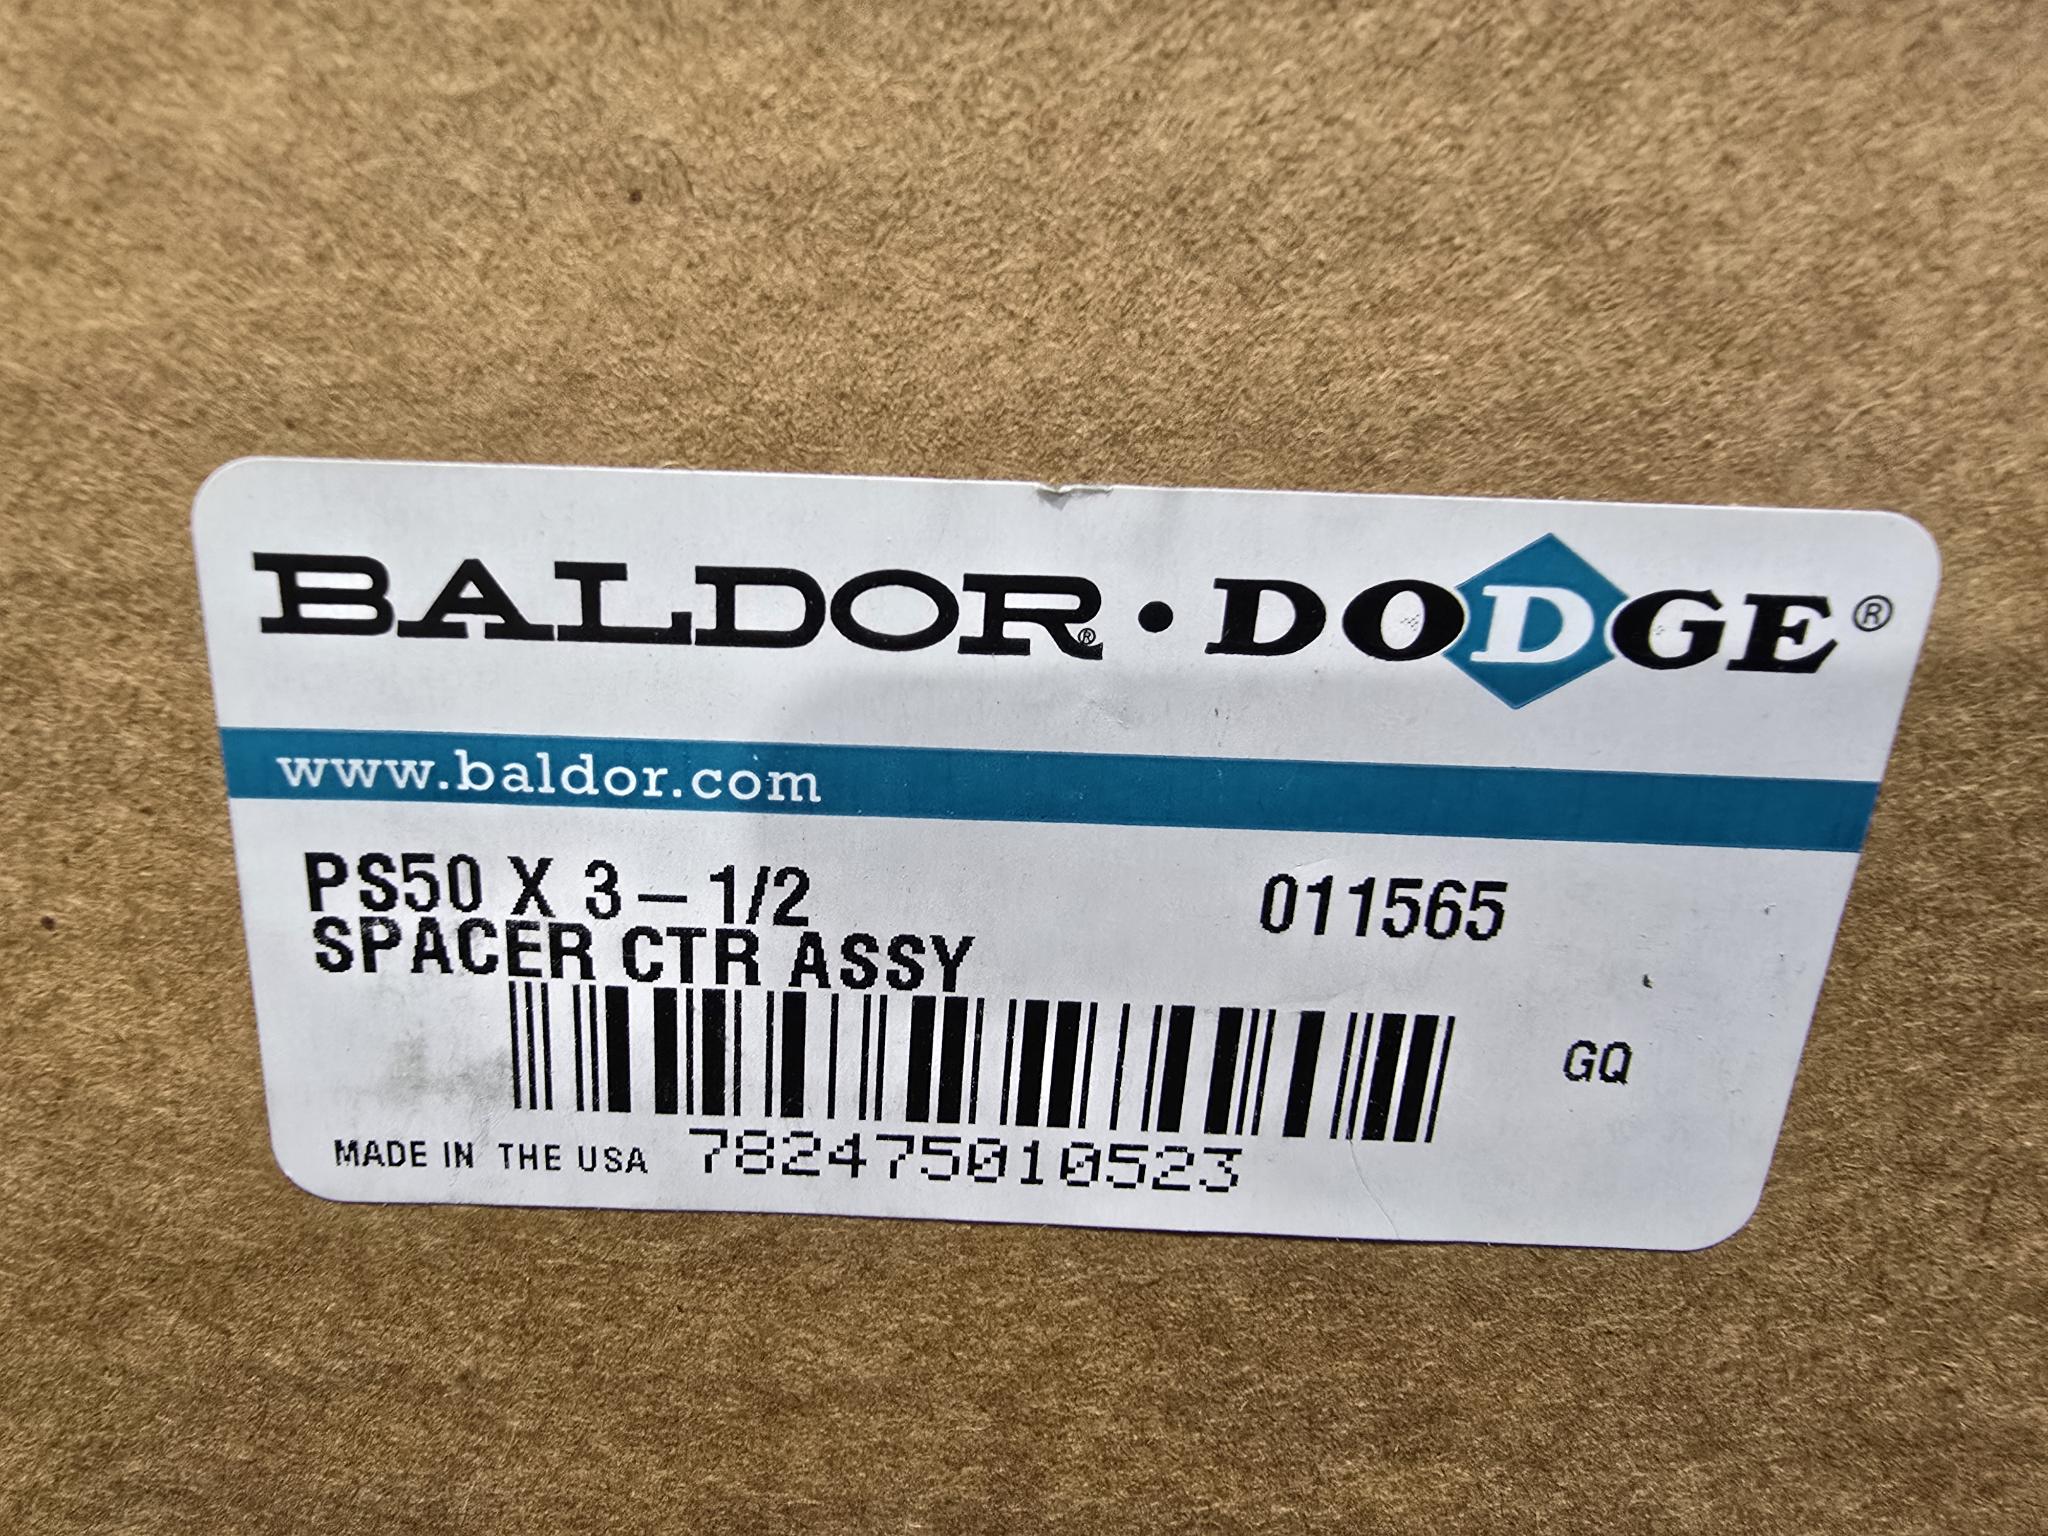 BALDOR® • DODGE®
www.baldor.com
PS50 X 3-1/2 011565
SPACER CTR ASSY
GQ
MADE IN THE USA 782475010523